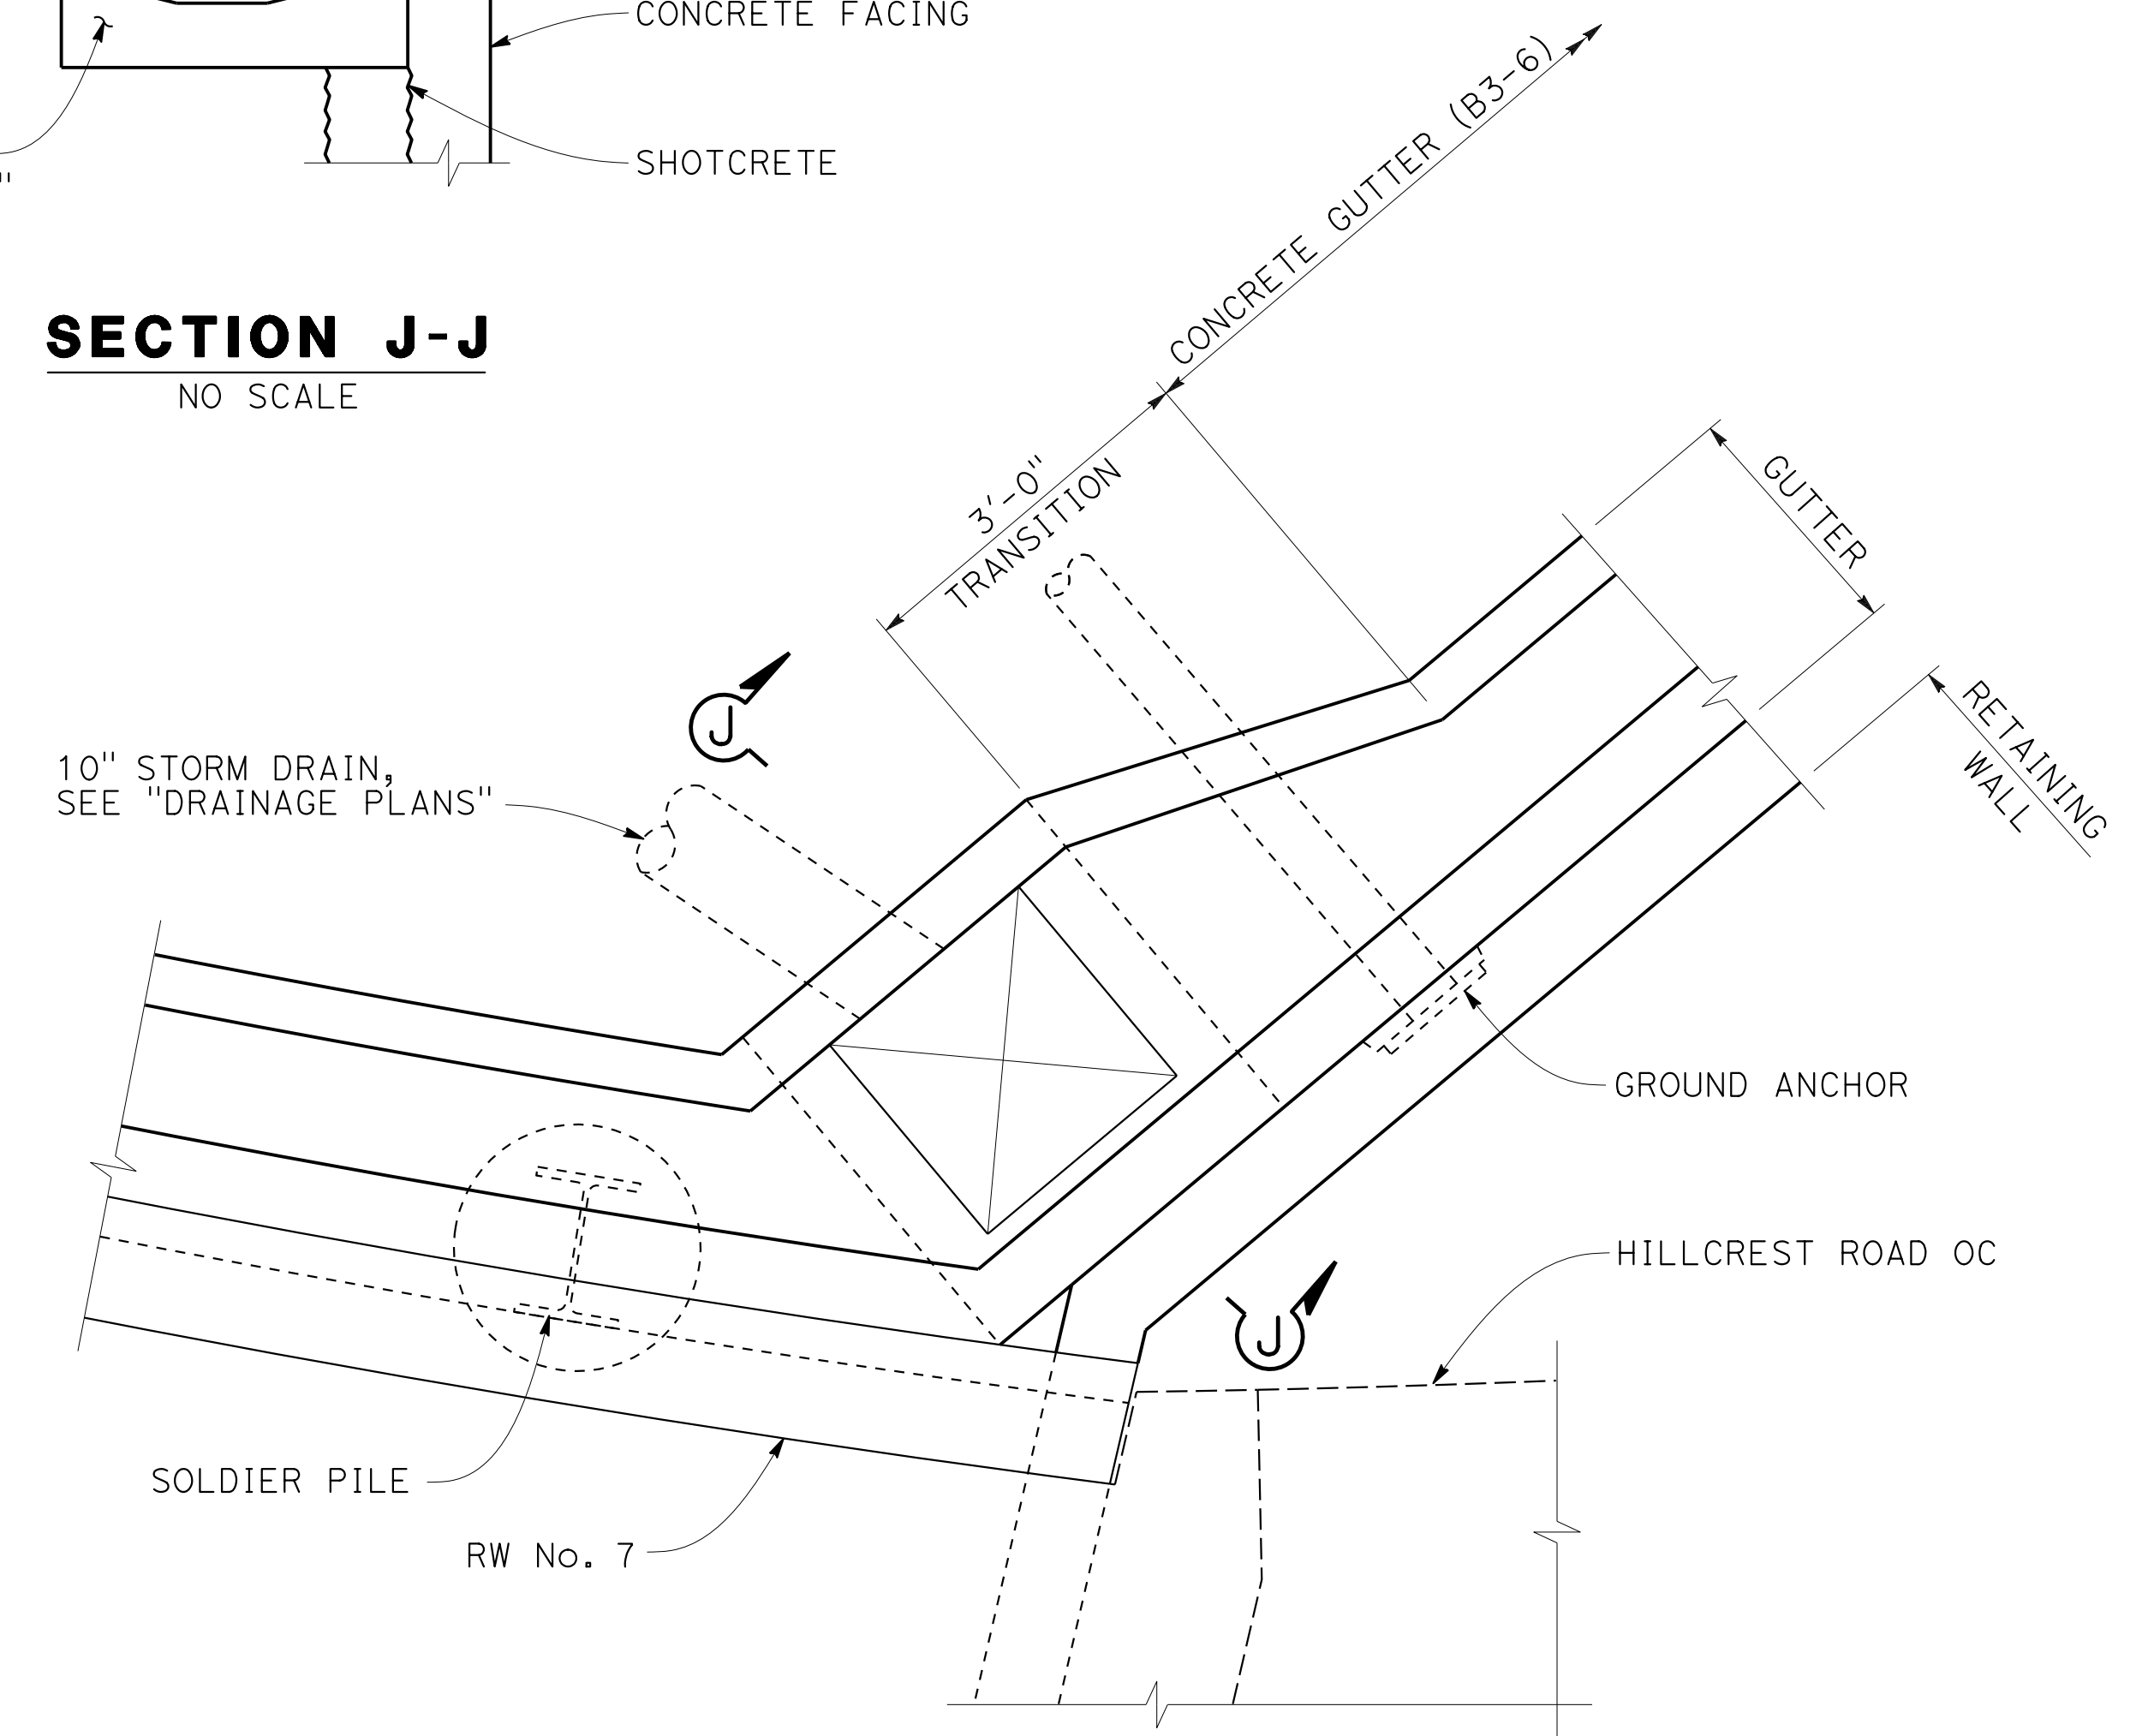 CONCRETE FACING
"
SHOTCRETE
SECTION J-J
NO SCALE
CONCRETE GUTTER (B3-6)
3'-0"
TRANSITION
GUTTER
RETAINING
WALL
J
10" STORM DRAIN,
SEE "DRAINAGE PLANS"
GROUND ANCHOR
HILLCREST ROAD OC
J
SOLDIER PILE
RW No. 7